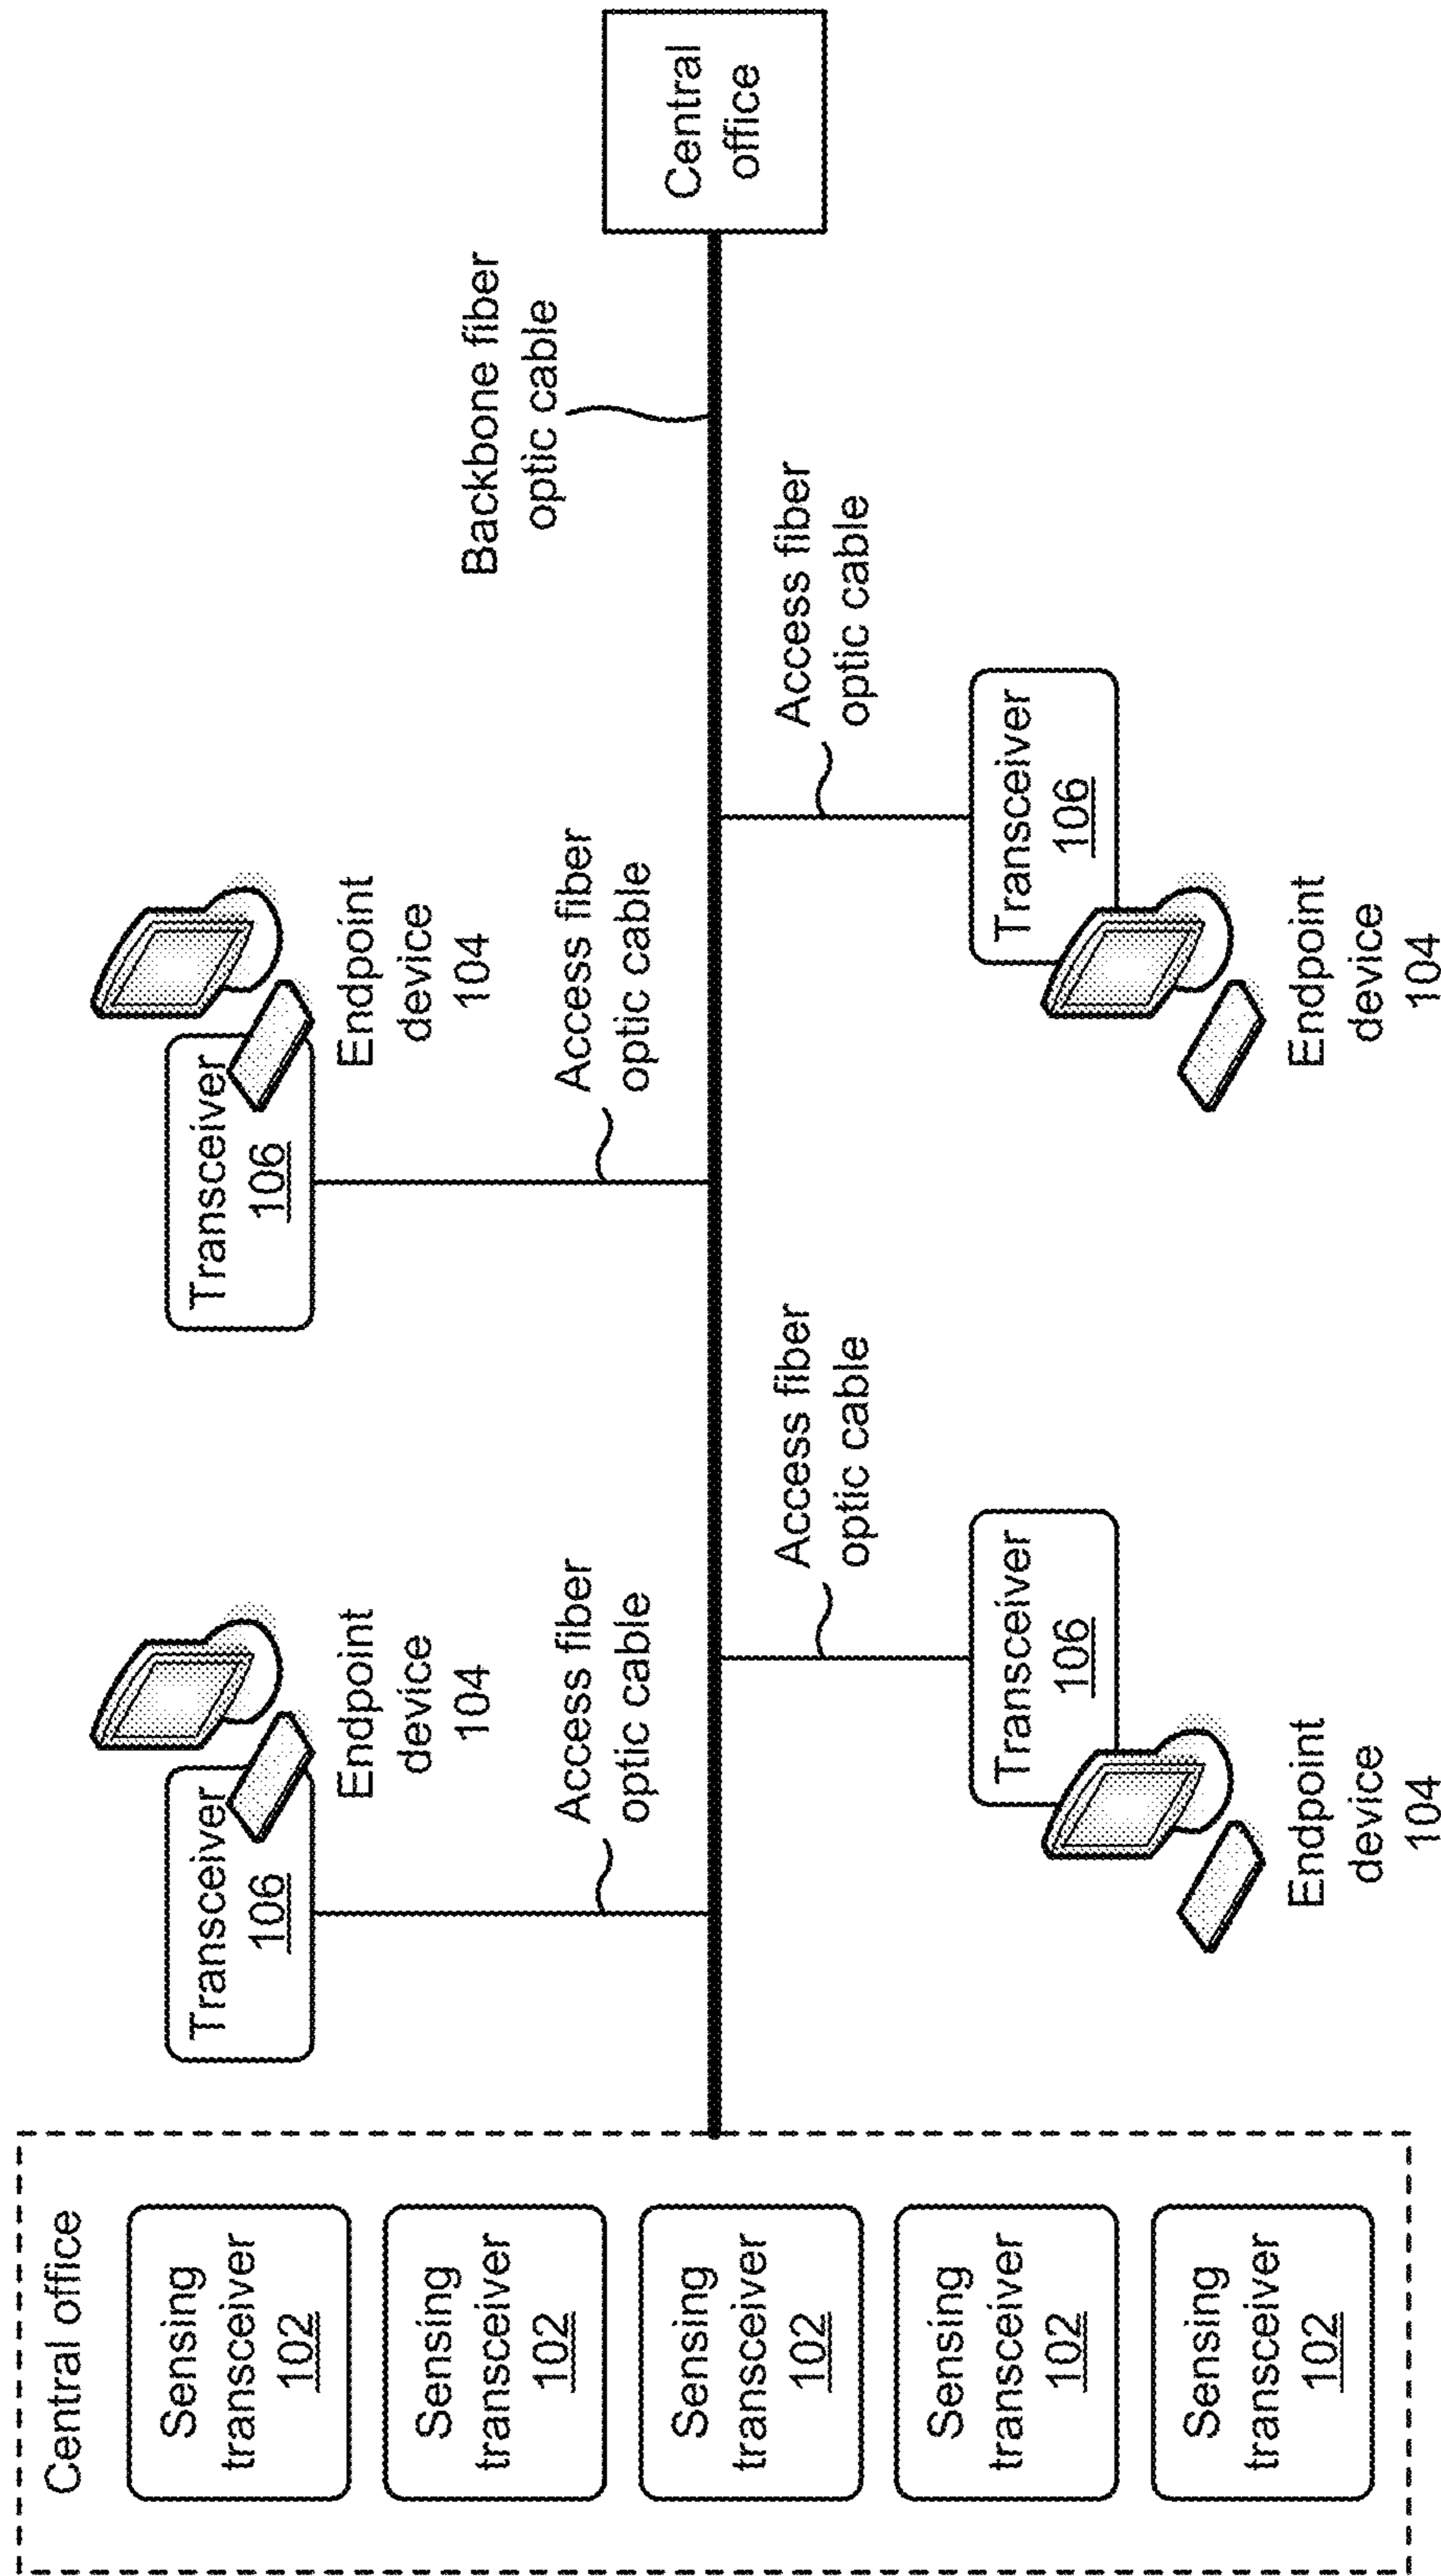 Central office
Sensing
transceiver
102
Sensing
transceiver
102
Sensing
transceiver
102
Sensing
transceiver
102
Sensing
transceiver
102
Transceiver
106
Endpoint
device
104
Access fiber
optic cable
Transceiver
106
Endpoint
device
104
Access fiber
optic cable
Access fiber
optic cable
Transceiver
106
Endpoint
device
104
Access fiber
optic cable
Transceiver
106
Endpoint
device
104
Backbone fiber
optic cable
Central
office